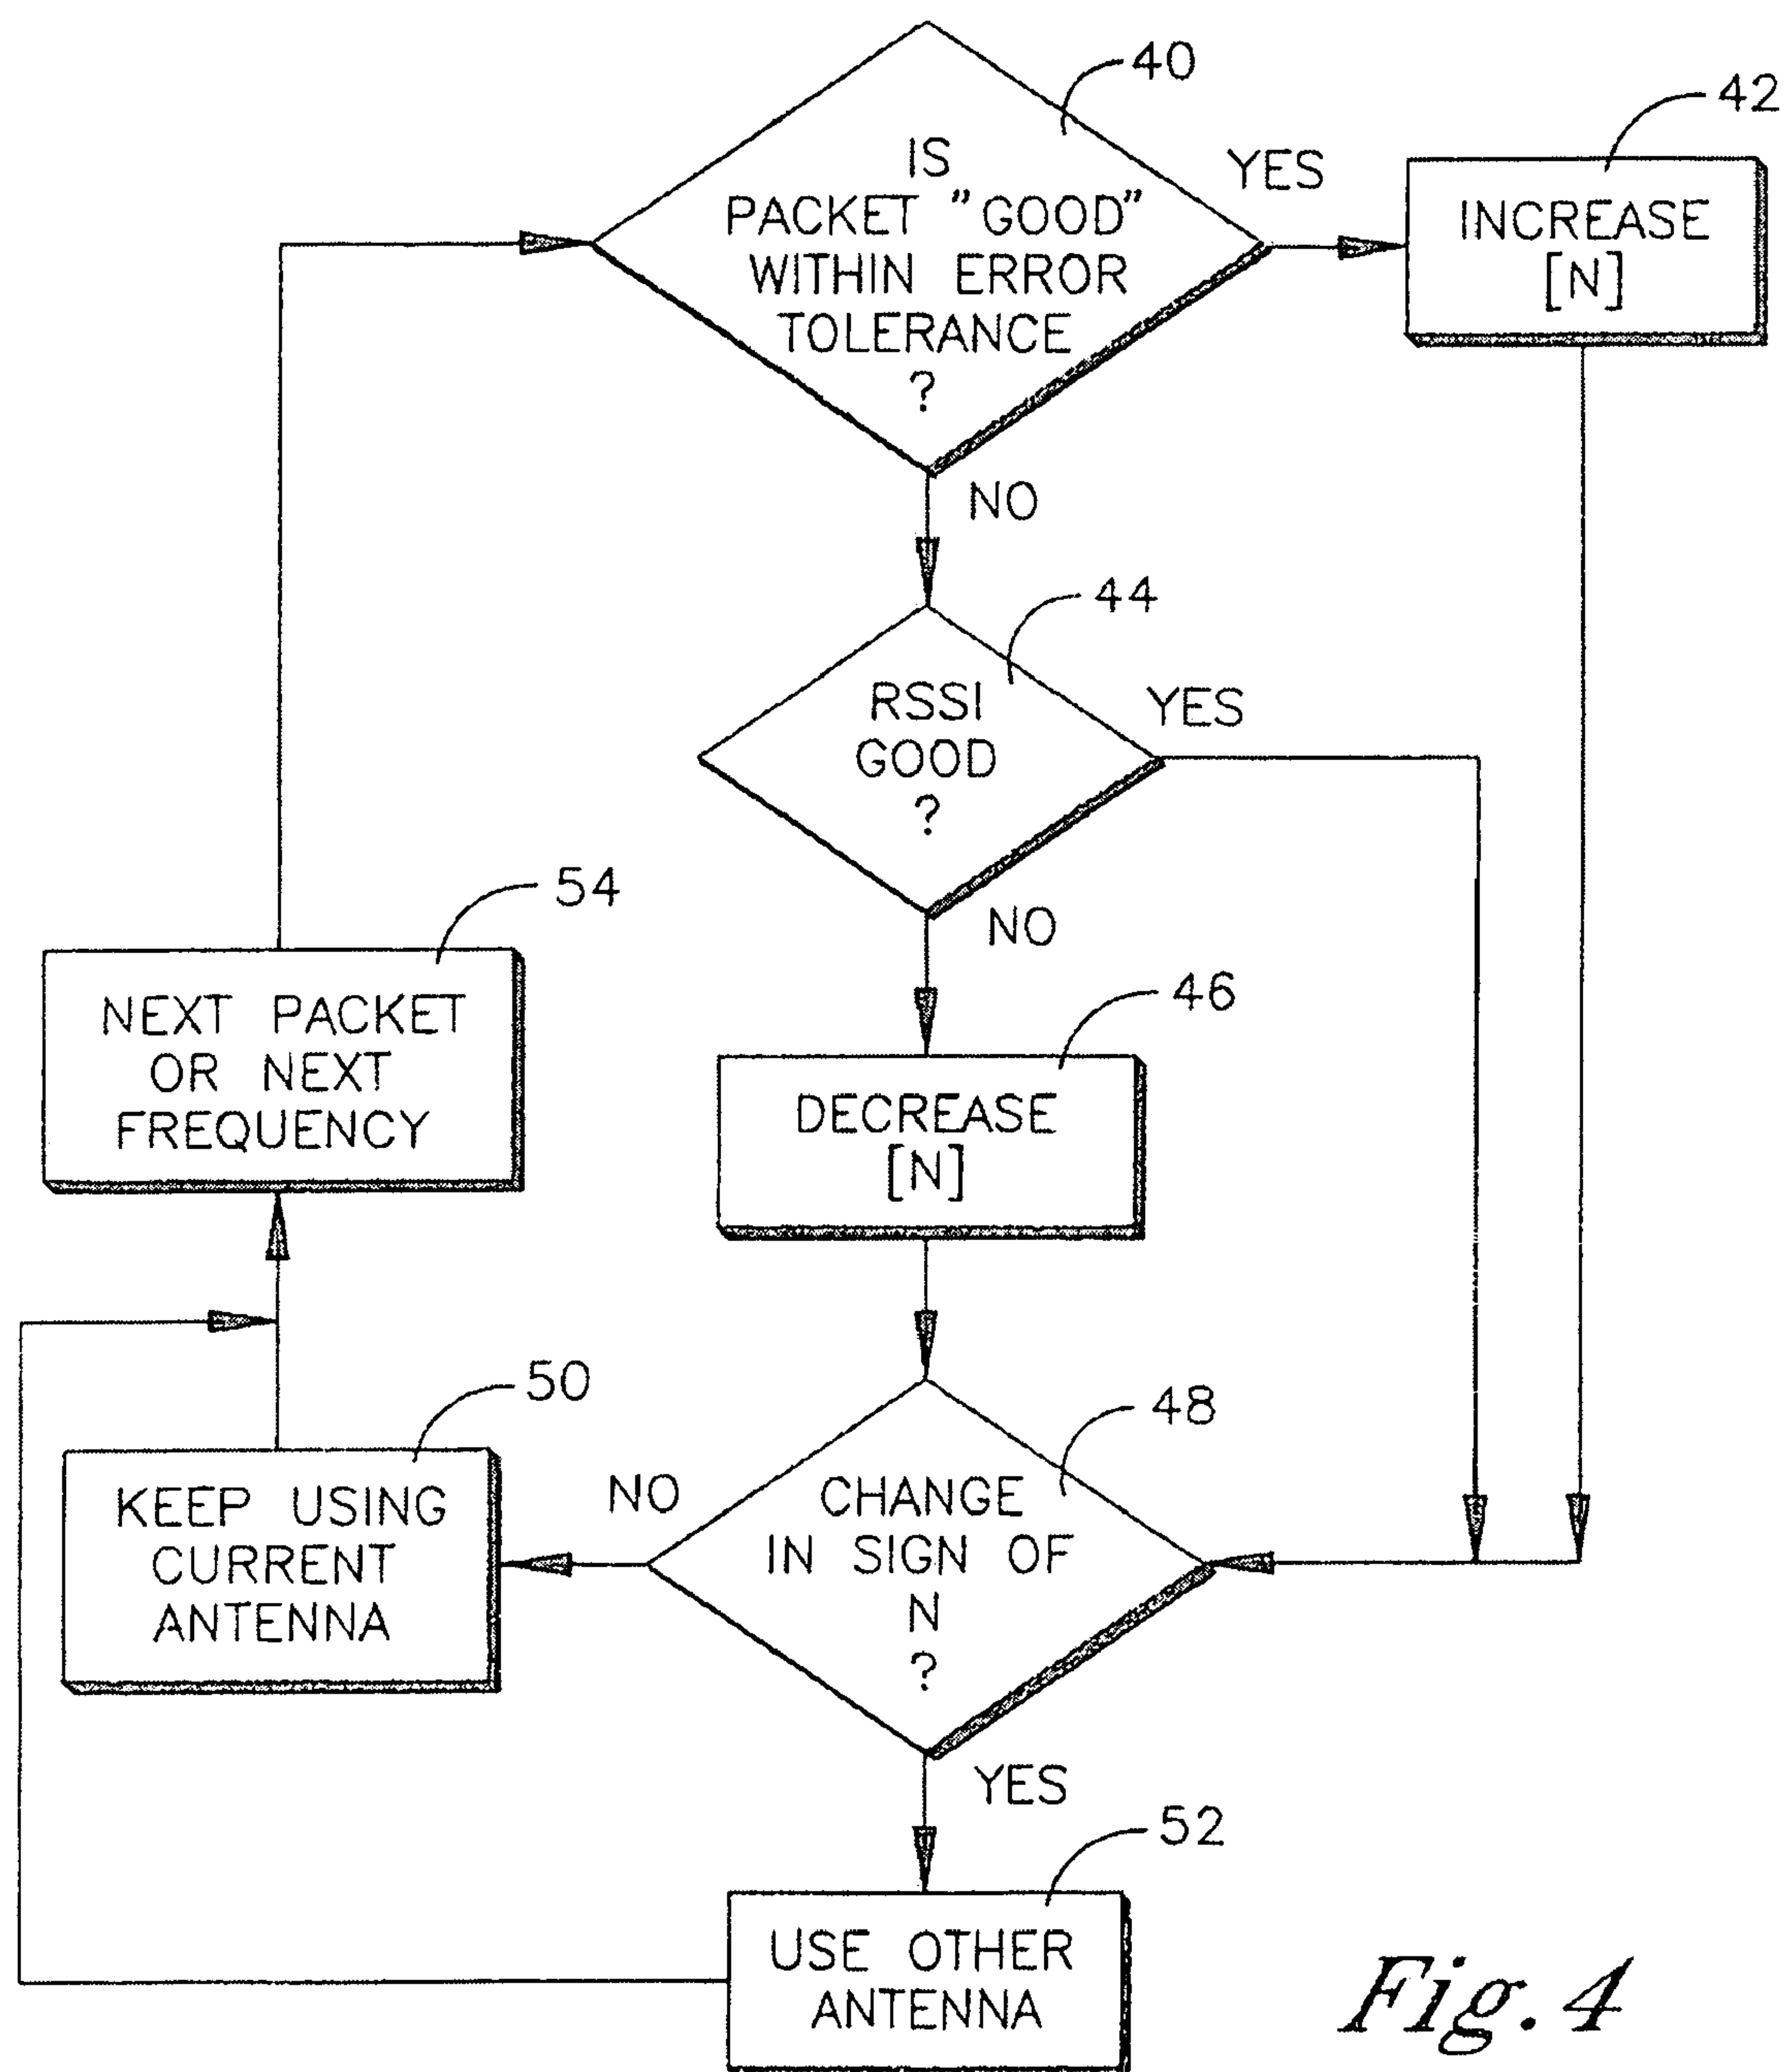 40
IS
PACKET "GOOD"
WITHIN ERROR
TOLERANCE
?
YES
42
INCREASE
[N]
NO
44
RSSI
GOOD
?
YES
NO
54
NEXT PACKET
OR NEXT
FREQUENCY
46
DECREASE
[N]
50
KEEP USING
CURRENT
ANTENNA
NO
48
CHANGE
IN SIGN OF
N
?
YES
52
USE OTHER
ANTENNA
Fig. 4